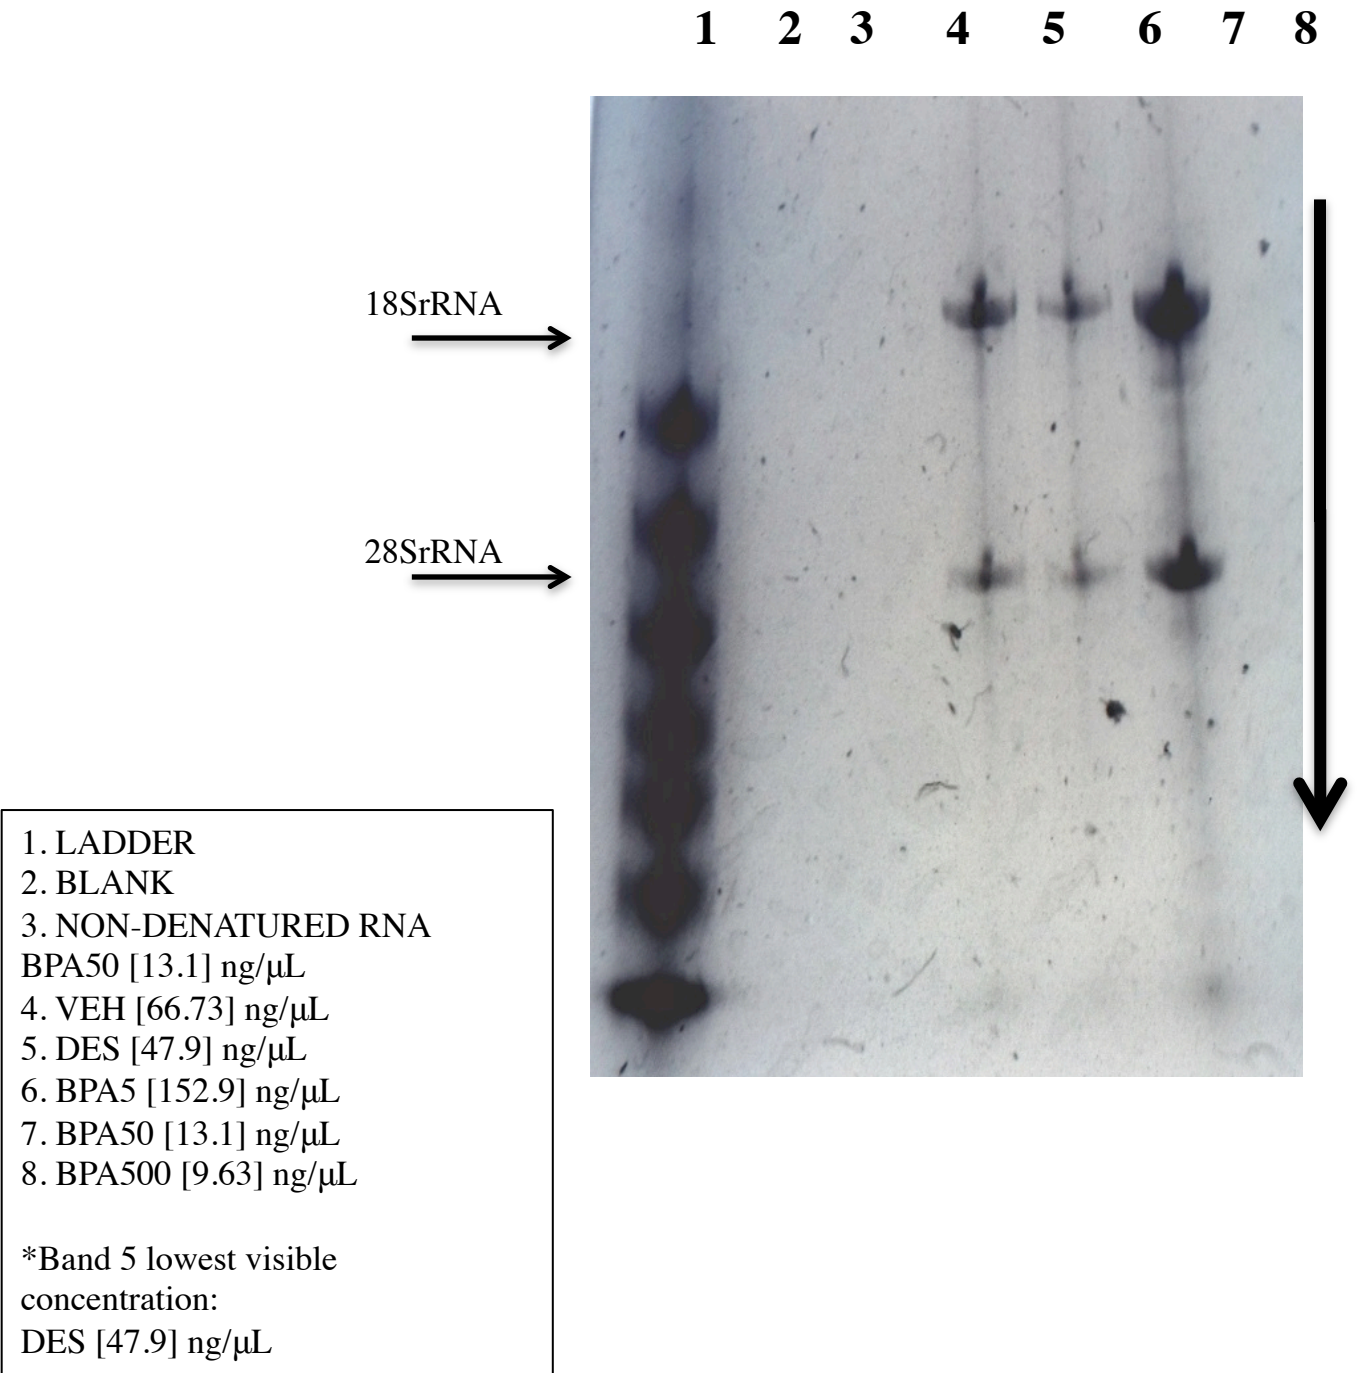 1 2 3 4 5 6 7 8
18SrRNA
28SrRNA
1. LADDER
2. BLANK
3. NON-DENATURED RNA
BPA50 [13.1] ng/μL
4. VEH [66.73] ng/μL
5. DES [47.9] ng/μL
6. BPA5 [152.9] ng/μL
7. BPA50 [13.1] ng/μL
8. BPA500 [9.63] ng/μL
*Band 5 lowest visible
concentration:
DES [47.9] ng/μL